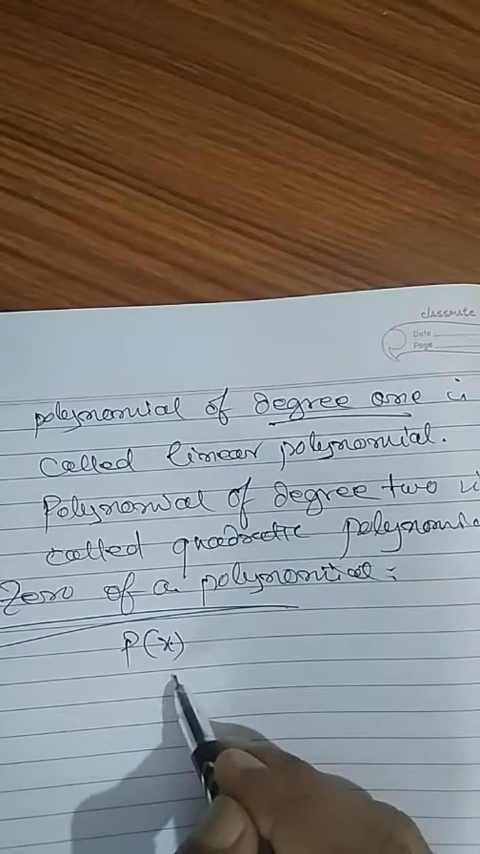 classmate
Date
Page
polynomial of degree one is
called linear polynomial.
Polynomial of degree two is
called quadratic polynomia
Zero of a polynomial:
P(x)